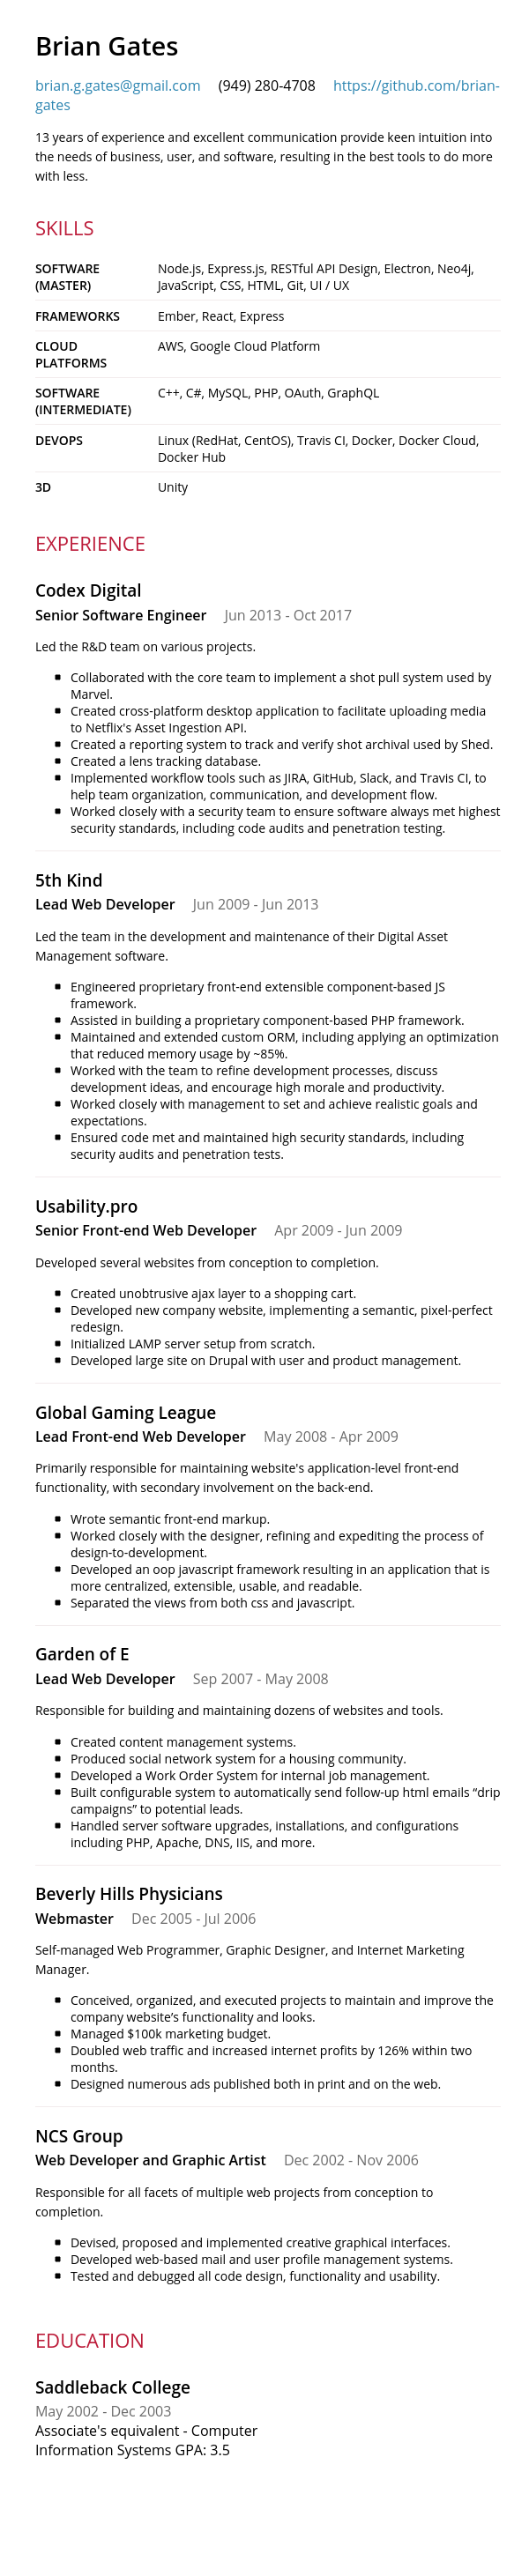 Brian Gates
brian.g.gates@gmail.com (949) 280-4708 https://github.com/brian-
gates
13 years of experience and excellent communication provide keen intuition into
the needs of business, user, and software, resulting in the best tools to do more
with less.
SKILLS
SOFTWARE (MASTER) Node.js, Express.js, RESTful API Design, Electron, Neo4j,
JavaScript, CSS, HTML, Git, UI / UX
FRAMEWORKS Ember, React, Express
CLOUD PLATFORMS AWS, Google Cloud Platform
SOFTWARE (INTERMEDIATE) C++, C#, MySQL, PHP, OAuth, GraphQL
DEVOPS Linux (RedHat, CentOS), Travis CI, Docker, Docker Cloud,
Docker Hub
3D Unity
EXPERIENCE
Codex Digital
Senior Software Engineer Jun 2013 - Oct 2017
Led the R&D team on various projects.
Collaborated with the core team to implement a shot pull system used by
Marvel.
Created cross-platform desktop application to facilitate uploading media
to Netflix's Asset Ingestion API.
Created a reporting system to track and verify shot archival used by Shed.
Created a lens tracking database.
Implemented workflow tools such as JIRA, GitHub, Slack, and Travis CI, to
help team organization, communication, and development flow.
Worked closely with a security team to ensure software always met highest
security standards, including code audits and penetration testing.
5th Kind
Lead Web Developer Jun 2009 - Jun 2013
Led the team in the development and maintenance of their Digital Asset
Management software.
Engineered proprietary front-end extensible component-based JS
framework.
Assisted in building a proprietary component-based PHP framework.
Maintained and extended custom ORM, including applying an optimization
that reduced memory usage by ~85%.
Worked with the team to refine development processes, discuss
development ideas, and encourage high morale and productivity.
Worked closely with management to set and achieve realistic goals and
expectations.
Ensured code met and maintained high security standards, including
security audits and penetration tests.
Usability.pro
Senior Front-end Web Developer Apr 2009 - Jun 2009
Developed several websites from conception to completion.
Created unobtrusive ajax layer to a shopping cart.
Developed new company website, implementing a semantic, pixel-perfect
redesign.
Initialized LAMP server setup from scratch.
Developed large site on Drupal with user and product management.
Global Gaming League
Lead Front-end Web Developer May 2008 - Apr 2009
Primarily responsible for maintaining website's application-level front-end
functionality, with secondary involvement on the back-end.
Wrote semantic front-end markup.
Worked closely with the designer, refining and expediting the process of
design-to-development.
Developed an oop javascript framework resulting in an application that is
more centralized, extensible, usable, and readable.
Separated the views from both css and javascript.
Garden of E
Lead Web Developer Sep 2007 - May 2008
Responsible for building and maintaining dozens of websites and tools.
Created content management systems.
Produced social network system for a housing community.
Developed a Work Order System for internal job management.
Built configurable system to automatically send follow-up html emails “drip
campaigns” to potential leads.
Handled server software upgrades, installations, and configurations
including PHP, Apache, DNS, IIS, and more.
Beverly Hills Physicians
Webmaster Dec 2005 - Jul 2006
Self-managed Web Programmer, Graphic Designer, and Internet Marketing
Manager.
Conceived, organized, and executed projects to maintain and improve the
company website’s functionality and looks.
Managed $100k marketing budget.
Doubled web traffic and increased internet profits by 126% within two
months.
Designed numerous ads published both in print and on the web.
NCS Group
Web Developer and Graphic Artist Dec 2002 - Nov 2006
Responsible for all facets of multiple web projects from conception to
completion.
Devised, proposed and implemented creative graphical interfaces.
Developed web-based mail and user profile management systems.
Tested and debugged all code design, functionality and usability.
EDUCATION
Saddleback College
May 2002 - Dec 2003
Associate's equivalent - Computer
Information Systems GPA: 3.5